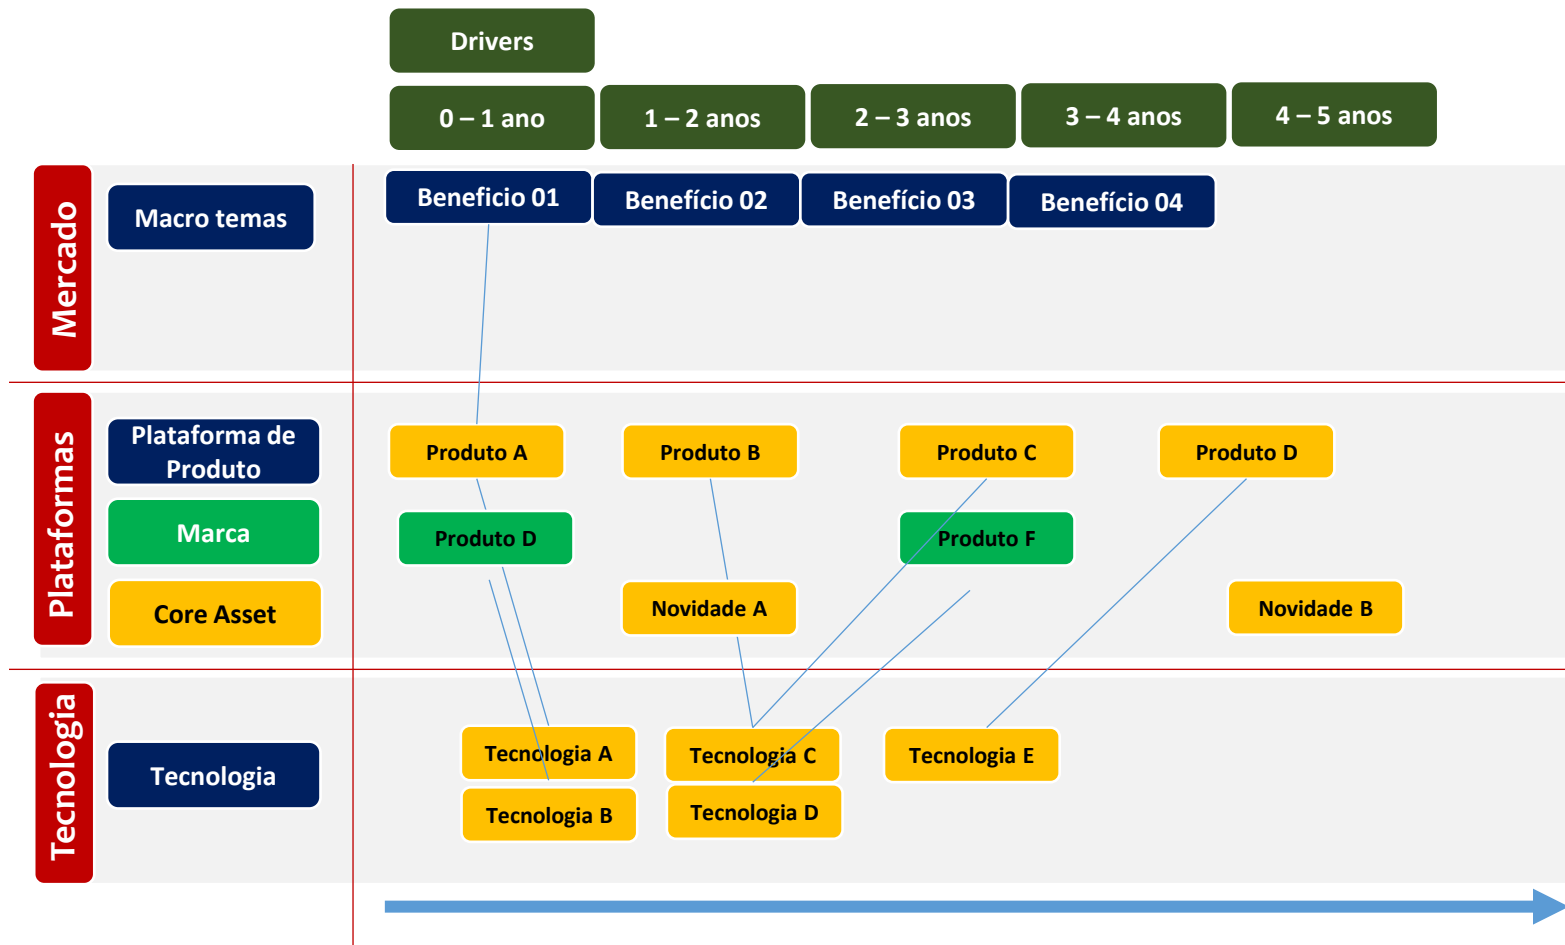 Drivers
0 – 1 ano
1 – 2 anos
2 – 3 anos
3 – 4 anos
4 – 5 anos
Mercado
Macro temas
Beneficio 01
Benefício 02
Benefício 03
Benefício 04
Plataformas
Plataforma de
Produto
Produto A
Produto B
Produto C
Produto D
Marca
Produto D
Produto F
Core Asset
Novidade A
Novidade B
Tecnologia
Tecnologia
Tecnologia A
Tecnologia C
Tecnologia E
Tecnologia B
Tecnologia D